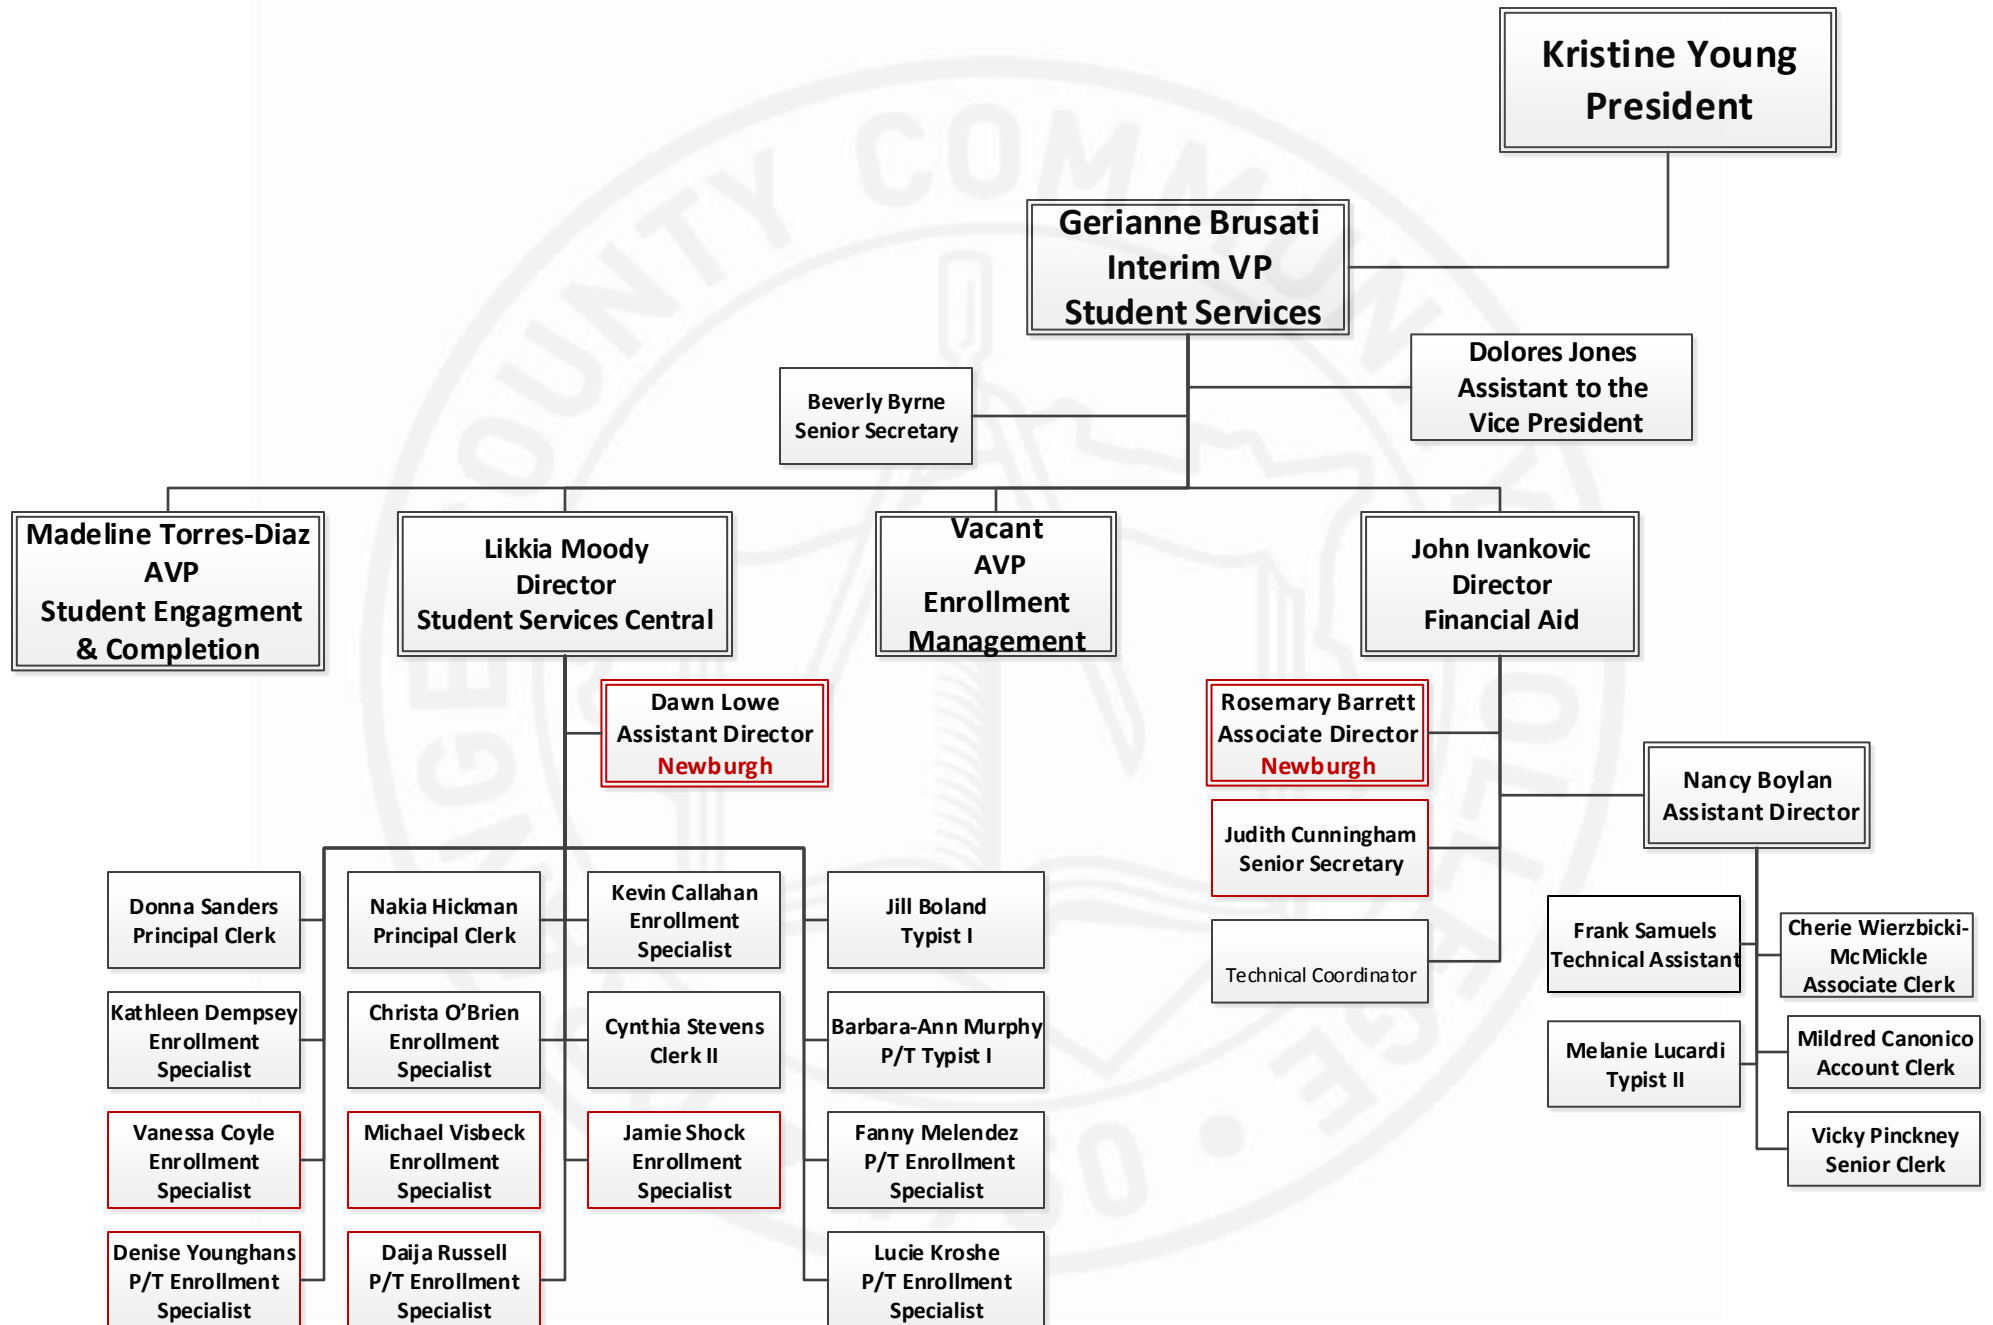 Kristine Young
President
Gerianne Brusati
Interim VP
Student Services
Dolores Jones
Assistant to the
Vice President
Beverly Byrne
Senior Secretary
Madeline Torres-Diaz
AVP
Student Engagment
& Completion
Likkia Moody
Director
Student Services Central
Vacant
AVP
Enrollment
Management
John Ivankovic
Director
Financial Aid
Dawn Lowe
Assistant Director
Newburgh
Rosemary Barrett
Associate Director
Newburgh
Nancy Boylan
Assistant Director
Judith Cunningham
Senior Secretary
Technical Coordinator
Donna Sanders
Principal Clerk
Nakia Hickman
Principal Clerk
Kevin Callahan
Enrollment
Specialist
Jill Boland
Typist I
Kathleen Dempsey
Enrollment
Specialist
Christa O’Brien
Enrollment
Specialist
Cynthia Stevens
Clerk II
Barbara-Ann Murphy
P/T Typist I
Vanessa Coyle
Enrollment
Specialist
Michael Visbeck
Enrollment
Specialist
Jamie Shock
Enrollment
Specialist
Fanny Melendez
P/T Enrollment
Specialist
Denise Younghans
P/T Enrollment
Specialist
Daija Russell
P/T Enrollment
Specialist
Lucie Kroshe
P/T Enrollment
Specialist
Frank Samuels
Technical Assistant
Cherie Wierzbicki-
McMickle
Associate Clerk
Melanie Lucardi
Typist II
Mildred Canonico
Account Clerk
Vicky Pinckney
Senior Clerk
COUNTY COMMUNITY COLLEGE